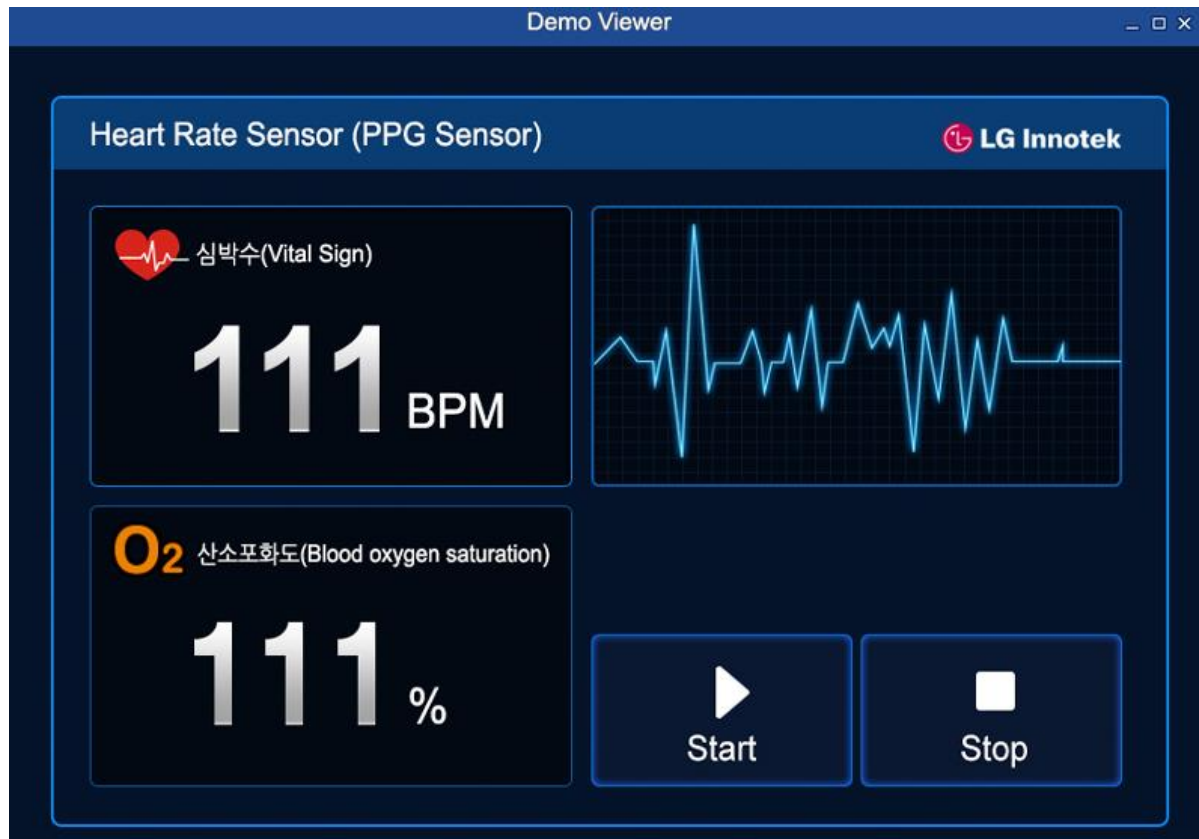 Demo Viewer
Heart Rate Sensor (PPG Sensor)
LG Innotek
심박수(Vital Sign)
111 BPM
O2 산소포화도(Blood oxygen saturation)
111 %
Start
Stop